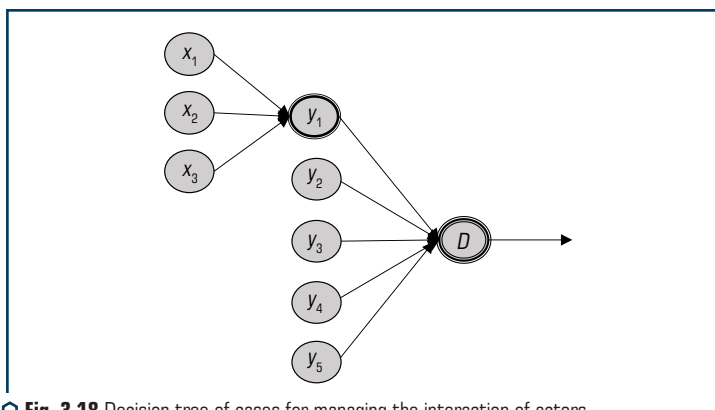 x₁
x₂
x₃
y₁
y₂
y₃
y₄
y₅
D
Fig. 3.18 Decision tree of cases for managing the interaction of actors